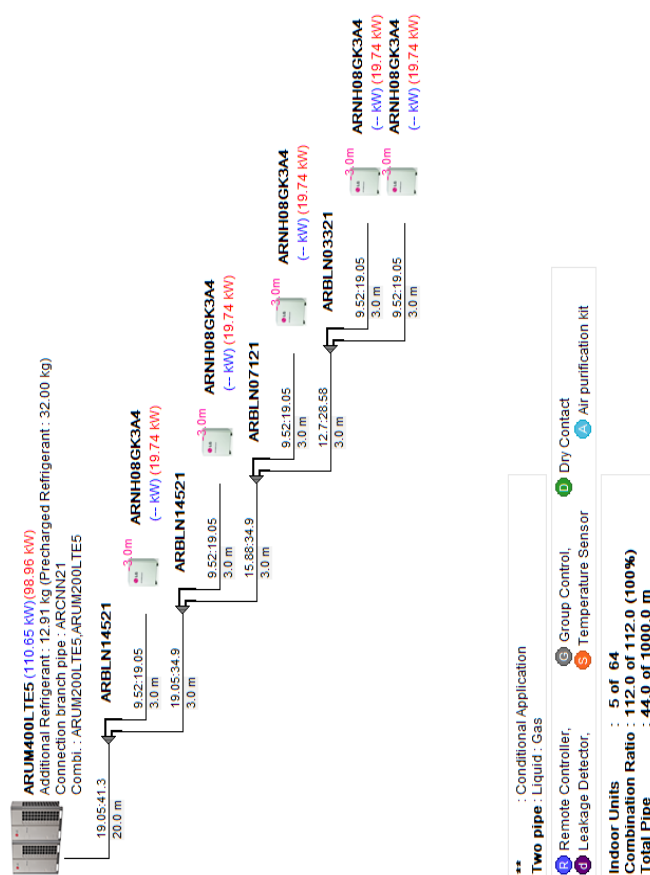 ARUM400LTE5 (110.65 kW)(98.96 kW)
Additional Refrigerant : 12.91 kg (Precharged Refrigerant : 32.00 kg)
Connection branch pipe : ARCNN21
Combi. : ARUM200LTE5,ARUM200LTE5
19.05:41.3
20.0 m
ARBLN14521
-3.0m
ARNH08GK3A4
(-- kW) (19.74 kW)
9.52:19.05
3.0 m
19.05:34.9
3.0 m
ARBLN14521
-3.0m
ARNH08GK3A4
(-- kW) (19.74 kW)
9.52:19.05
3.0 m
15.88:34.9
3.0 m
ARBLN07121
-3.0m
ARNH08GK3A4
(-- kW) (19.74 kW)
9.52:19.05
3.0 m
12.7:28.58
3.0 m
ARBLN03321
-3.0m
ARNH08GK3A4
(-- kW) (19.74 kW)
9.52:19.05
3.0 m
-3.0m
ARNH08GK3A4
(-- kW) (19.74 kW)
9.52:19.05
3.0 m
** : Conditional Application
Two pipe : Liquid : Gas
R Remote Controller, G Group Control, D Dry Contact
d Leakage Detector, S Temperature Sensor A Air purification kit
Indoor Units : 5 of 64
Combination Ratio : 112.0 of 112.0 (100%)
Total Pipe : 44.0 of 1000.0 m